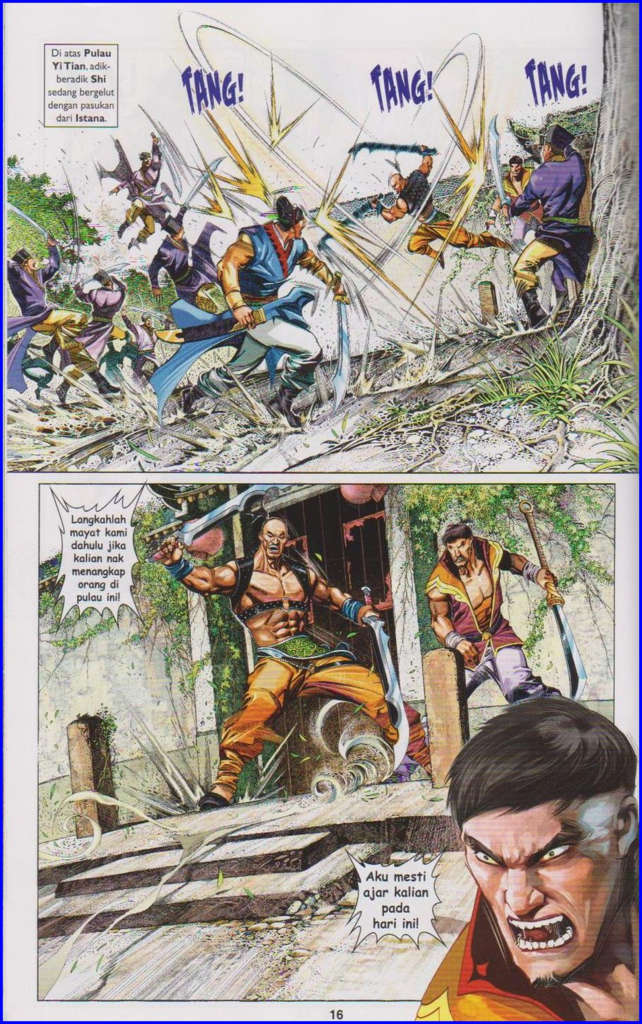 Di atas Pulau
Yi Tian, adik-
beradik Shi
sedang bergelut
dengan pasukan
dari Istana.
TANG!
TANG!
TANG!
Langkahlah
mayat kami
dahulu jika
kalian nak
menangkap
orang di
pulau ini!
Aku mesti
ajar kalian
pada
hari ini!
16